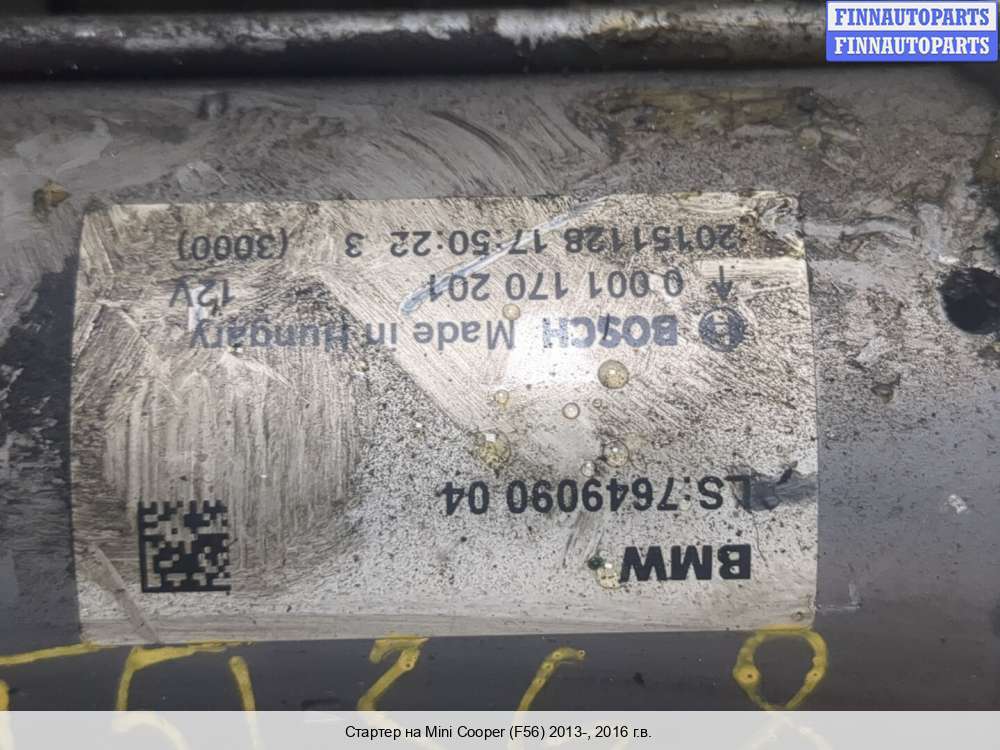 FINNAUTOPARTS
FINNAUTOPARTS
BMW
LS:7649090 04
BOSCH Made in Hungary
0 001 170 201 12V
20151128 17:50:22 3 (3000)
Стартер на Mini Cooper (F56) 2013-, 2016 г.в.